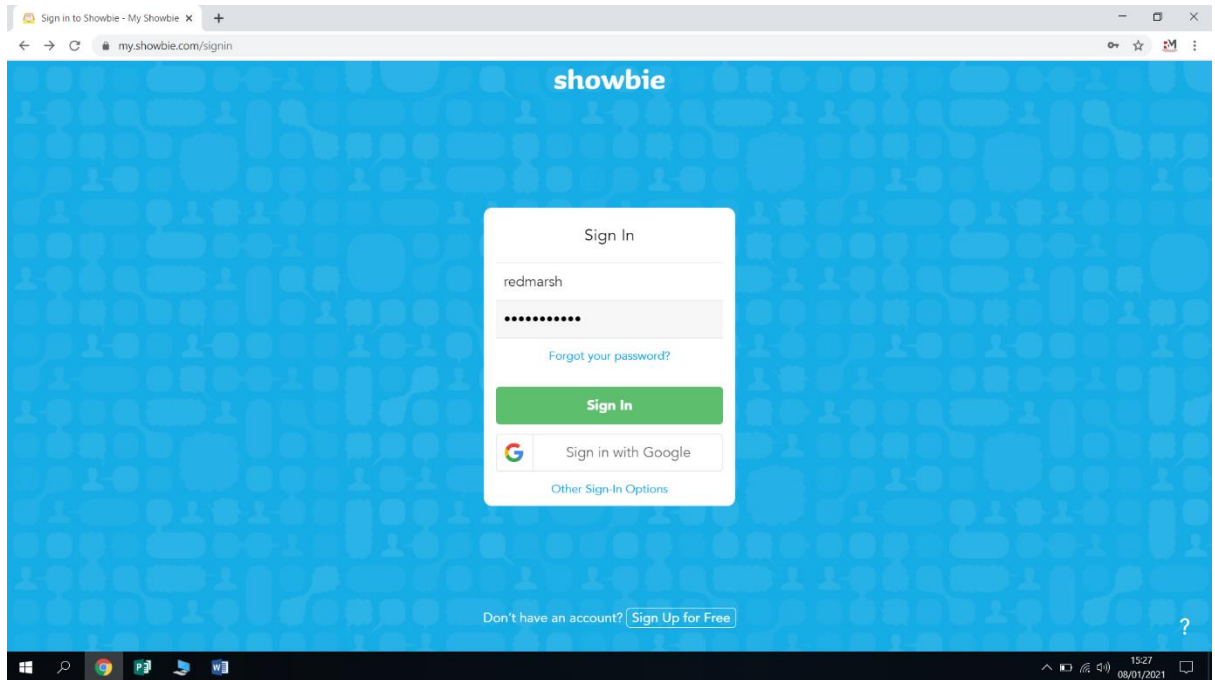 Sign in to Showbie - My Showbie
my.showbie.com/signin
showbie
Sign In
redmarsh
•••••••••••
Forgot your password?
Sign In
Sign in with Google
Other Sign-In Options
Don't have an account? Sign Up for Free
?
15:27
08/01/2021